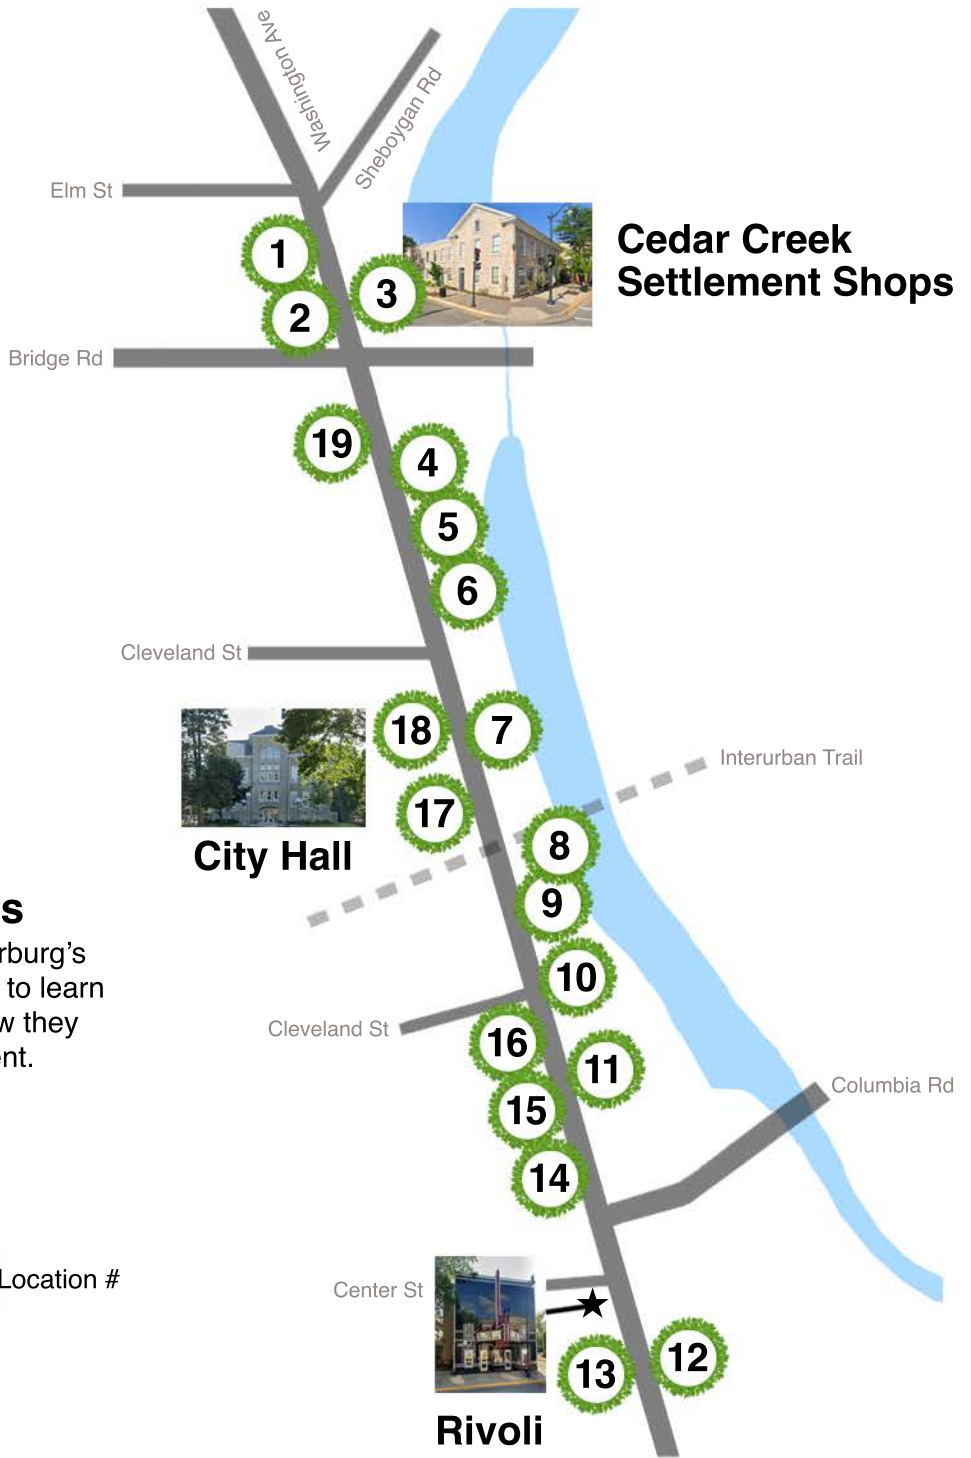 Washington Ave
Sheboygan Rd
Elm St
1
Cedar Creek
Settlement Shops
3
2
Bridge Rd
19
4
5
6
Cleveland St
18
7
Interurban Trail
17
8
City Hall
9
s
rburg's
10
to learn
w they
Cleveland St
16
ent.
11
Columbia Rd
15
14
Location #
Center St
12
13
Rivoli